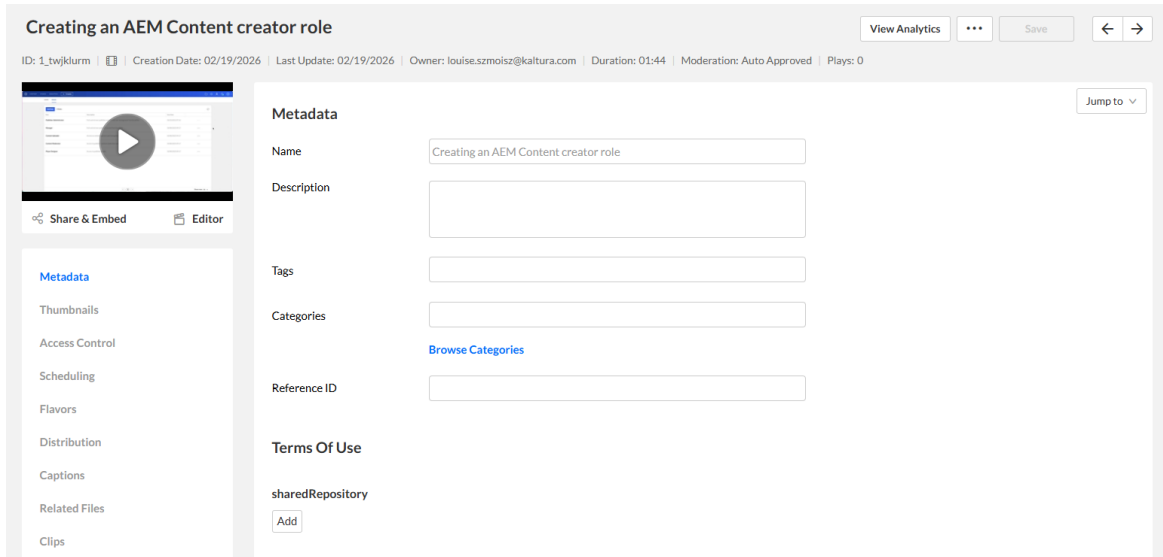 Creating an AEM Content creator role
View Analytics
Save
ID: 1_twjklurm | Creation Date: 02/19/2026 | Last Update: 02/19/2026 | Owner: louise.szmoisz@kaltura.com | Duration: 01:44 | Moderation: Auto Approved | Plays: 0
Share & Embed
Editor
Metadata
Thumbnails
Access Control
Scheduling
Flavors
Distribution
Captions
Related Files
Clips
Jump to
Metadata
Name
Creating an AEM Content creator role
Description
Tags
Categories
Browse Categories
Reference ID
Terms Of Use
sharedRepository
Add